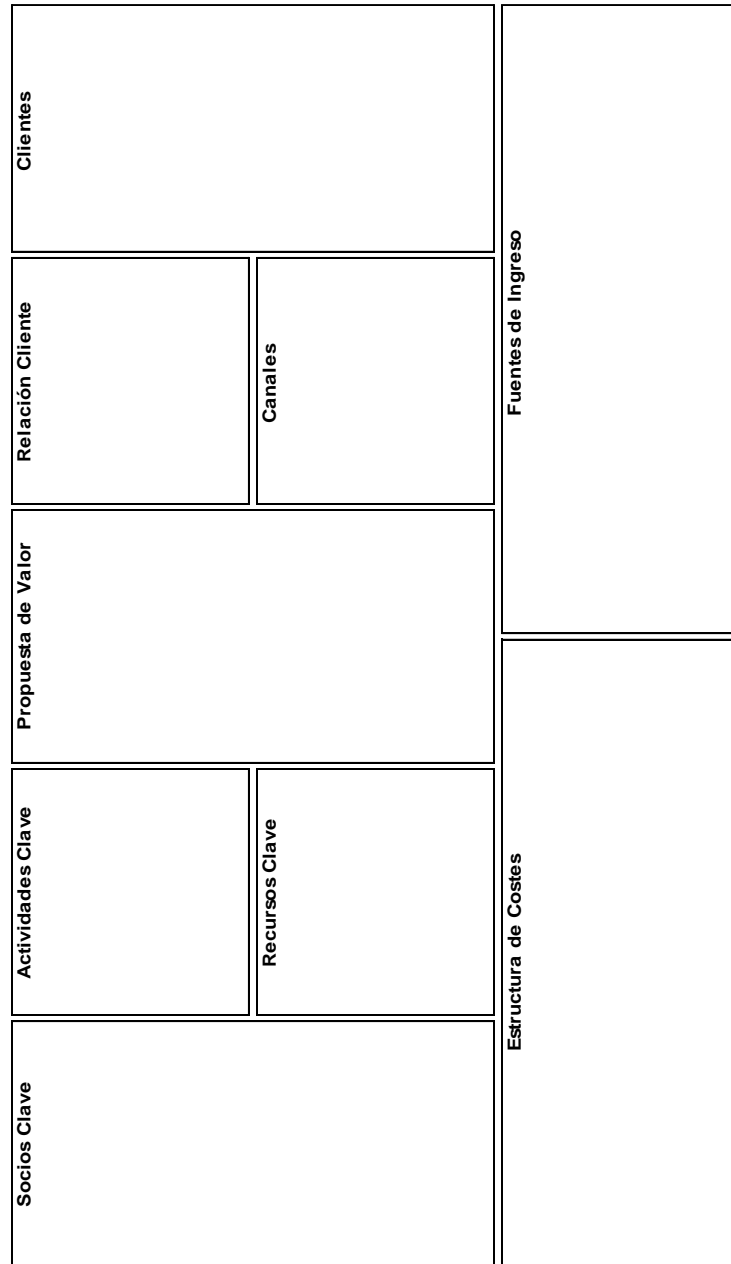 Socios Clave
Actividades Clave
Recursos Clave
Propuesta de Valor
Relación Cliente
Canales
Clientes
Estructura de Costes
Fuentes de Ingreso